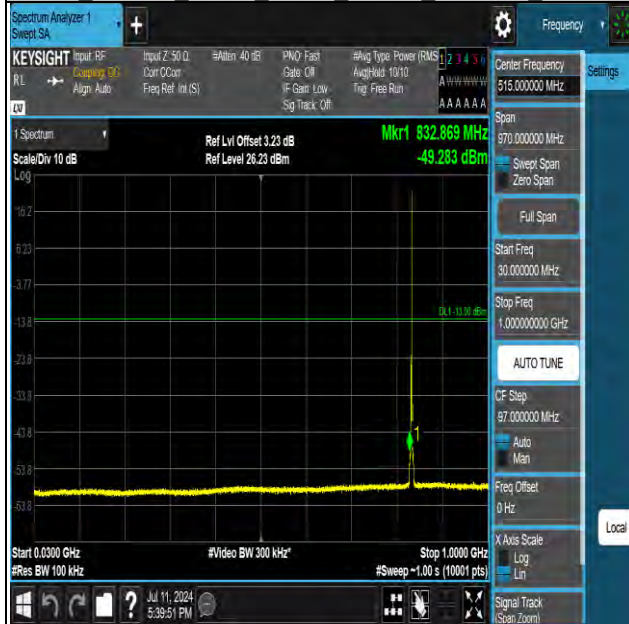 Spectrum Analyzer 1
Swept SA
+
Frequency
KEYSIGHT
RL
LXI
Input: RF
Coupling: DC
Align: Auto
Input Z: 50 Ω
Corr CCorr
Freq Ref: Int (S)
#Atten: 40 dB
PNO: Fast
Gate: Off
IF Gain: Low
Sig Track: Off
#Avg Type: Power (RMS
Avg|Hold: 10/10
Trig: Free Run
1 2 3 4 5 6
A W W W W W
A A A A A A
1 Spectrum
Scale/Div 10 dB
Log
Ref Lvl Offset 3.23 dB
Ref Level 26.23 dBm
Mkr1 832.869 MHz
-49.283 dBm
16.2
6.23
-3.77
-13.8
-23.8
-33.8
-43.8
-53.8
-63.8
DL1 -13.00 dBm
1
Start 0.0300 GHz
#Res BW 100 kHz
#Video BW 300 kHz*
Stop 1.0000 GHz
#Sweep ~1.00 s (10001 pts)
?
Jul 11, 2024
5:39:51 PM
Center Frequency
515.000000 MHz
Settings
Span
970.000000 MHz
Swept Span
Zero Span
Full Span
Start Freq
30.000000 MHz
Stop Freq
1.000000000 GHz
AUTO TUNE
CF Step
97.000000 MHz
Auto
Man
Freq Offset
0 Hz
Local
X Axis Scale
Log
Lin
Signal Track
(Span Zoom)